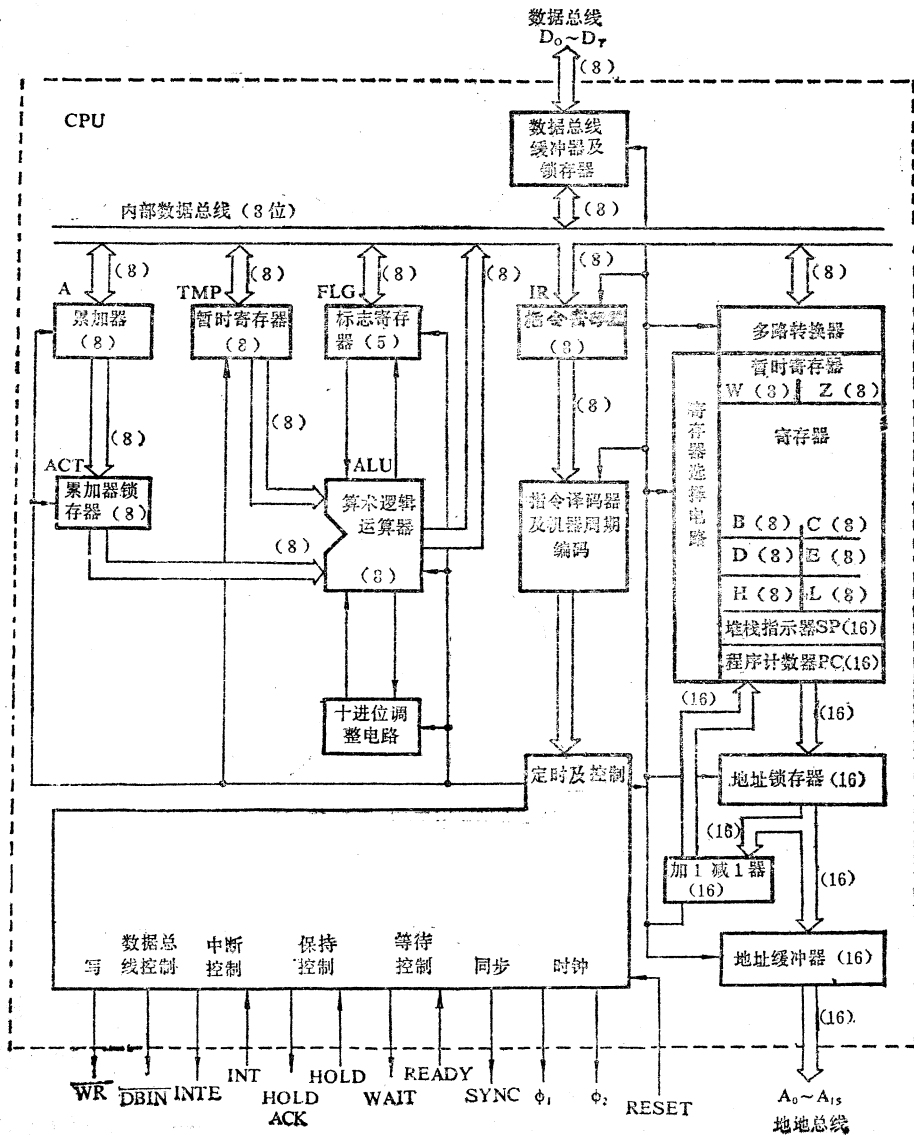 数据总线
D₀~D₇
(8)
CPU
数据总线
缓冲器及
锁存器
内部数据总线(8位)
(8)
(8)
(8)
(8)
(8)
(8)
(8)
A
TMP
FLG
IR
累加器
(8)
暂时寄存器
(8)
标志寄存
器(5)
指令寄存器
(8)
多路转换器
暂时寄存器
W(8)
Z(8)
寄存器选择电路
寄存器
(8)
(8)
(8)
ACT
ALU
累加器锁
存器(8)
算术逻辑
运算器
(8)
(8)
指令译码器
及机器周期
编码
B(8)
C(8)
D(8)
E(8)
H(8)
L(8)
堆栈指示器SP(16)
程序计数器PC(16)
(16)
(16)
十进位调
整电路
定时及控制
地址锁存器(16)
(16)
加1减1器
(16)
(16)
地址缓冲器(16)
(16)
写
数据总
线控制
中断
控制
保持
控制
等待
控制
同步
时钟
WR
DBIN
INTE
INT
HOLD
ACK
HOLD
WAIT
READY
SYNC
ϕ₁
ϕ₂
RESET
A₀~A₁₅
地地总线